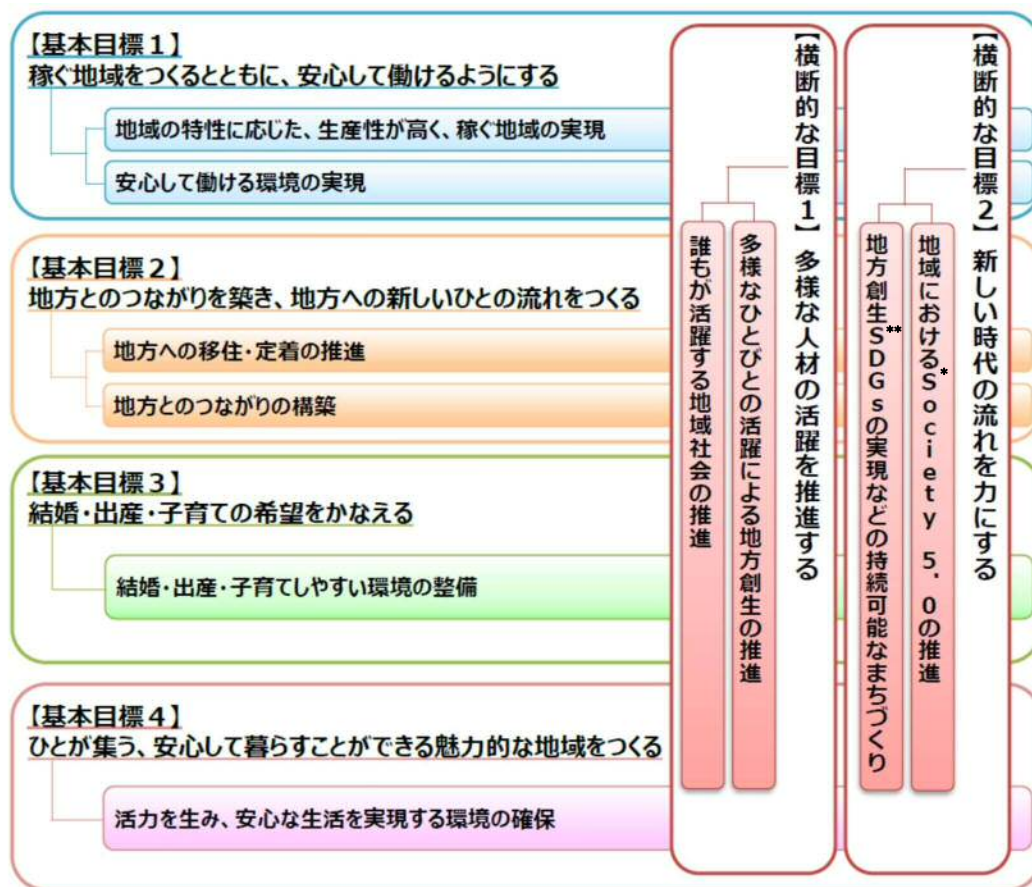 【基本目標1】
稼ぐ地域をつくるとともに、安心して働けるようにする
地域の特性に応じた、生産性が高く、稼ぐ地域の実現
安心して働ける環境の実現
【基本目標2】
地方とのつながりを築き、地方への新しいひとの流れをつくる
地方への移住・定着の推進
地方とのつながりの構築
【基本目標3】
結婚・出産・子育ての希望をかなえる
結婚・出産・子育てしやすい環境の整備
【基本目標4】
ひとが集う、安心して暮らすことができる魅力的な地域をつくる
活力を生み、安心な生活を実現する環境の確保
【横断的な目標1】多様な人材の活躍を推進する
多様なひとびとの活躍による地方創生の推進
誰もが活躍する地域社会の推進
【横断的な目標2】新しい時代の流れを力にする
地域におけるSociety 5.0の推進*
地方創生SDGsの実現などの持続可能なまちづくり**